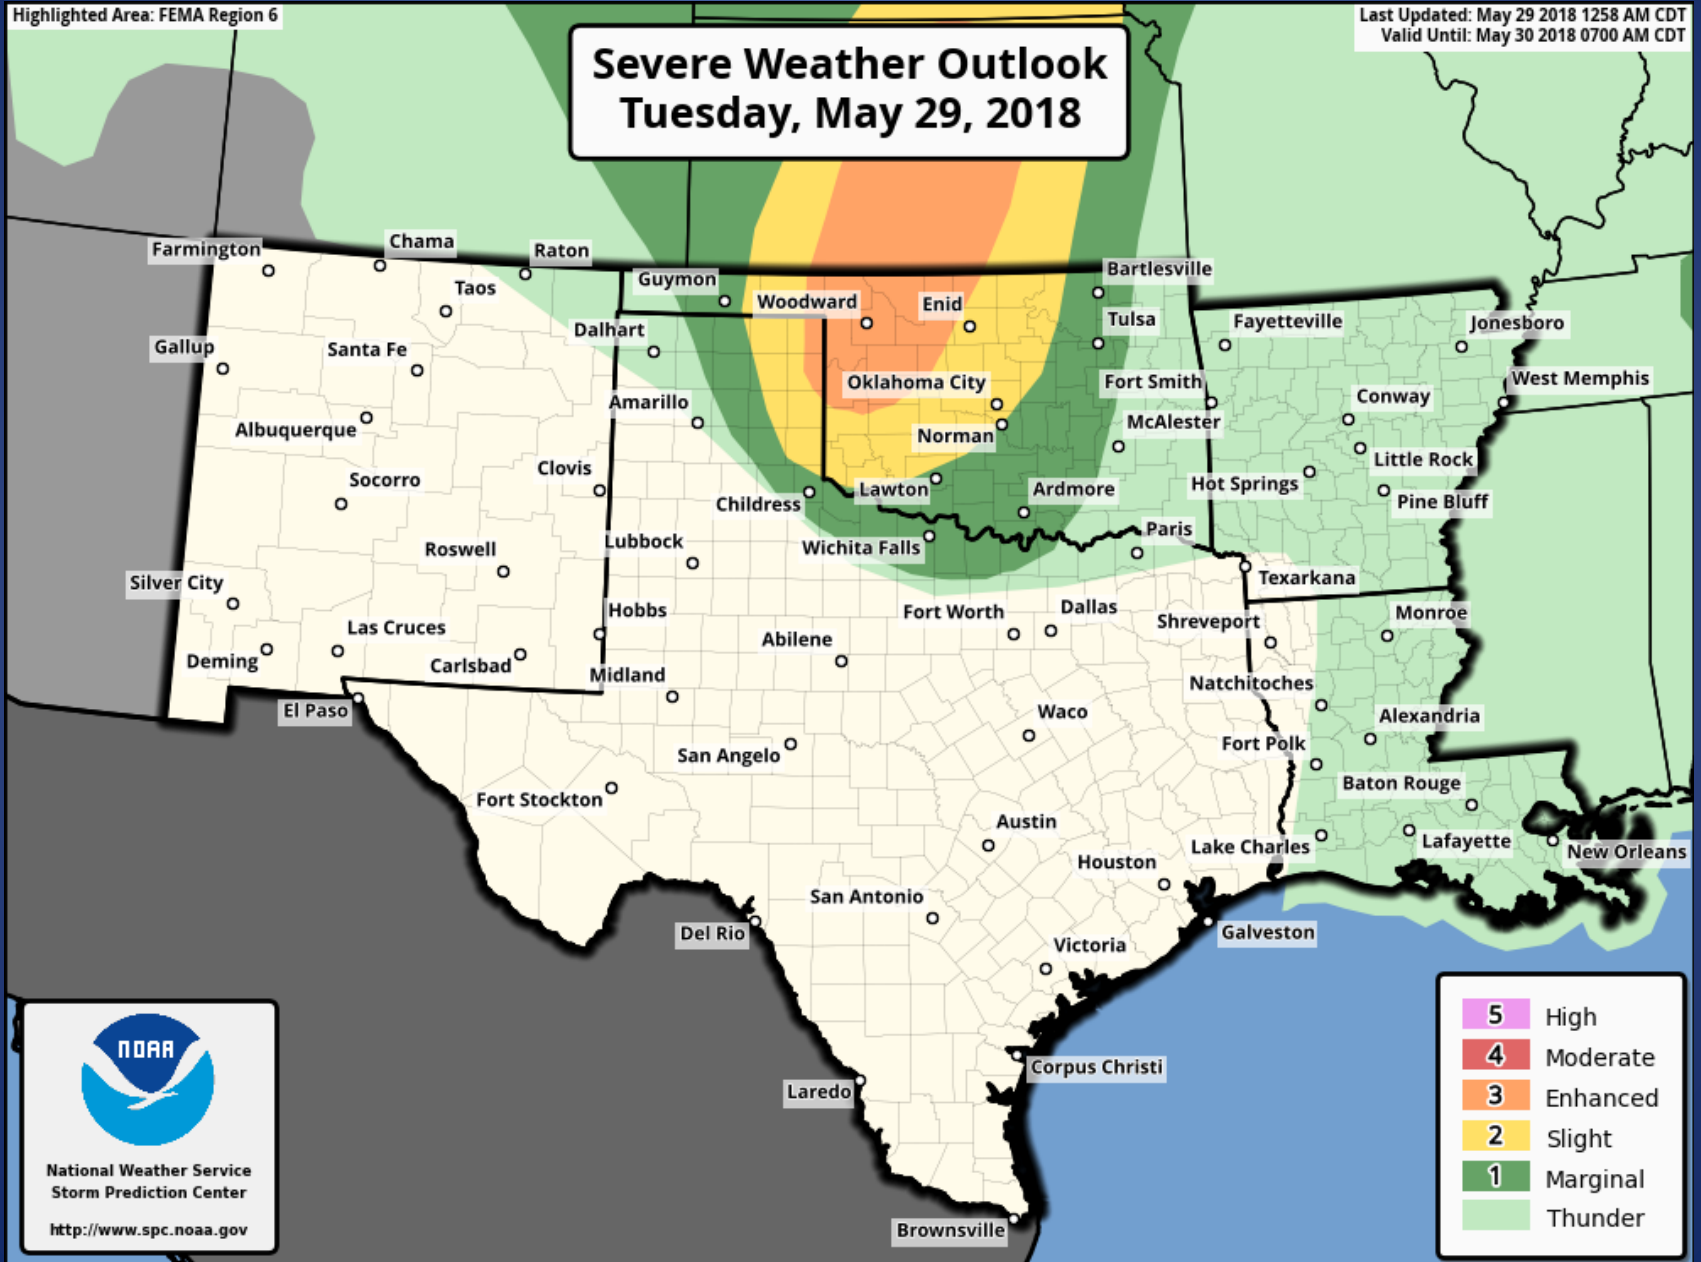 Highlighted Area: FEMA Region 6
Last Updated: May 29 2018 1258 AM CDT
Valid Until: May 30 2018 0700 AM CDT
Severe Weather Outlook
Tuesday, May 29, 2018
Farmington
Chama
Raton
Taos
Guymon
Woodward
Enid
Bartlesville
Tulsa
Fayetteville
Jonesboro
Dalhart
Gallup
Santa Fe
Oklahoma City
Fort Smith
West Memphis
Conway
Amarillo
Albuquerque
Norman
McAlester
Little Rock
Clovis
Socorro
Childress
Lawton
Ardmore
Hot Springs
Pine Bluff
Paris
Lubbock
Roswell
Wichita Falls
Silver City
Texarkana
Hobbs
Fort Worth
Dallas
Shreveport
Monroe
Las Cruces
Abilene
Deming
Carlsbad
Midland
Natchitoches
El Paso
Waco
Alexandria
San Angelo
Fort Polk
Baton Rouge
Fort Stockton
Austin
Lake Charles
Lafayette
New Orleans
Houston
San Antonio
Del Rio
Galveston
Victoria
Corpus Christi
Laredo
Brownsville
NOAA
National Weather Service
Storm Prediction Center
http://www.spc.noaa.gov
5 High
4 Moderate
3 Enhanced
2 Slight
1 Marginal
Thunder